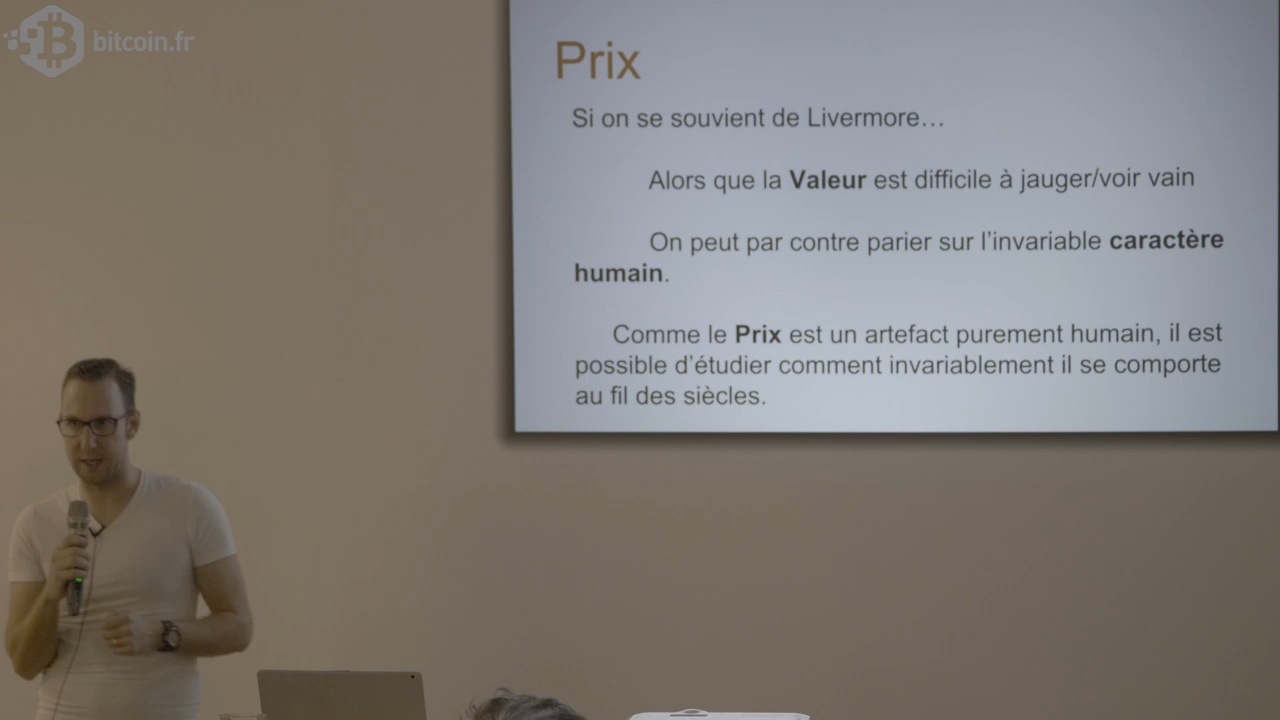 bitcoin.fr
Prix
Si on se souvient de Livermore…
Alors que la Valeur est difficile à jauger/voir vain
On peut par contre parier sur l’invariable caractère
humain.
Comme le Prix est un artefact purement humain, il est
possible d’étudier comment invariablement il se comporte
au fil des siècles.